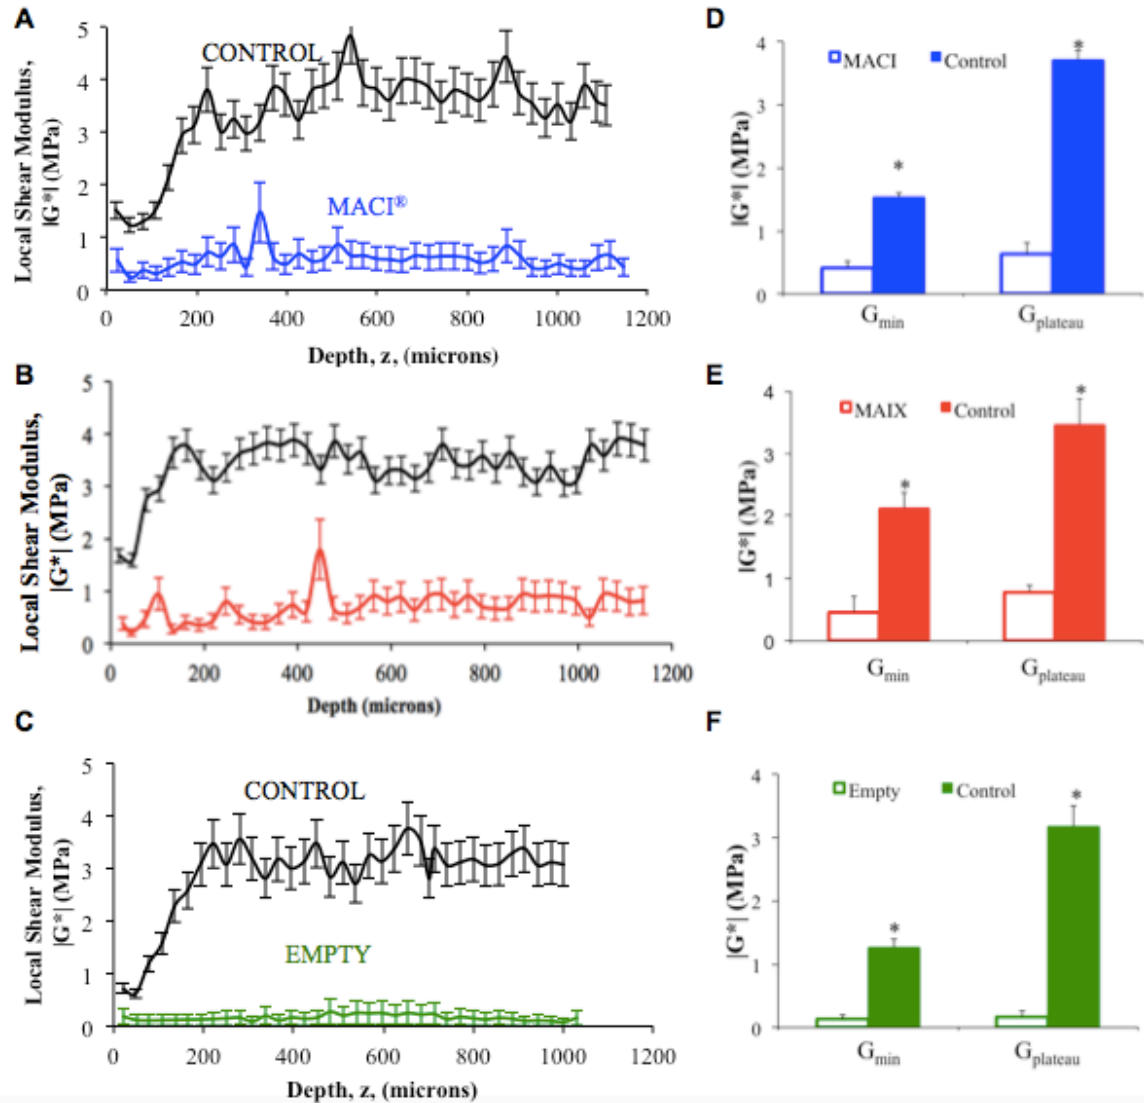 A
Local Shear Modulus,
|G*| (MPa)
5
4
3
2
1
0
CONTROL
MACI®
0 200 400 600 800 1000 1200
Depth, z, (microns)
D
|G*| (MPa)
4
3
2
1
0
MACI Control
*
*
Gmin Gplateau
B
Local Shear Modulus,
|G*| (MPa)
5
4
3
2
1
0
0 200 400 600 800 1000 1200
Depth (microns)
E
|G*| (MPa)
4
3
2
1
0
MAIX Control
*
*
Gmin Gplateau
C
Local Shear Modulus,
|G*| (MPa)
5
4
3
2
1
0
CONTROL
EMPTY
0 200 400 600 800 1000 1200
Depth, z, (microns)
F
|G*| (MPa)
4
3
2
1
0
Empty Control
*
*
Gmin Gplateau